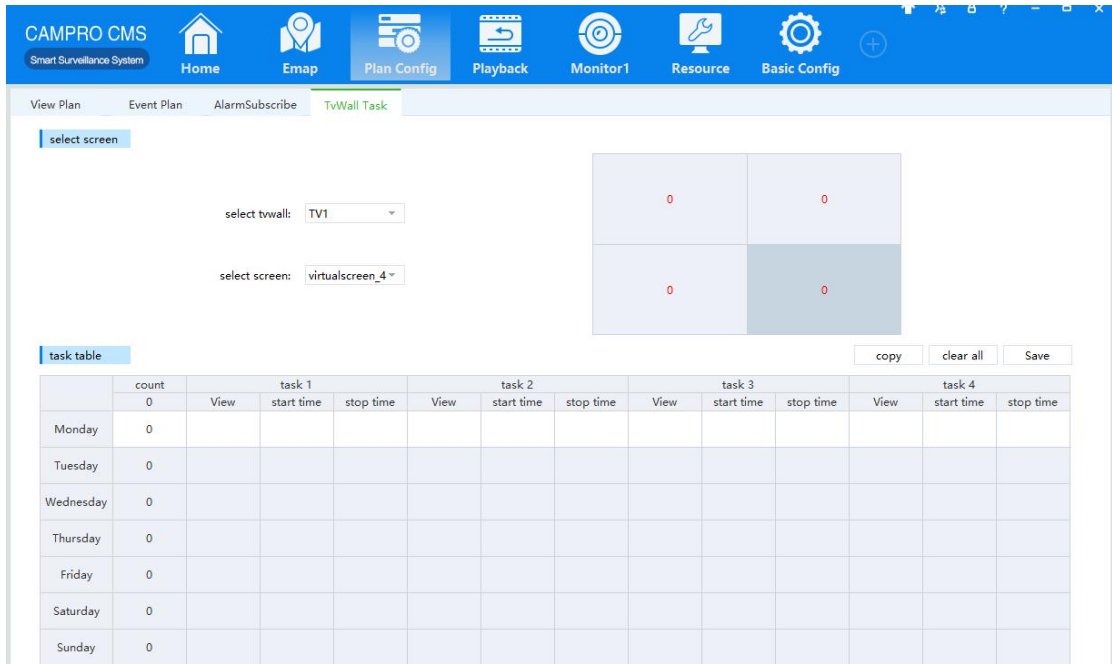 CAMPRO CMS
Smart Surveillance System
Home Emap Plan Config Playback Monitor1 Resource Basic Config
View Plan Event Plan AlarmSubscribe TvWall Task
select screen
select tvwall: TV1
select screen: virtualscreen_4
0 0
0 0
task table copy clear all Save
count task 1 task 2 task 3 task 4
0 View start time stop time View start time stop time View start time stop time View start time stop time
Monday 0
Tuesday 0
Wednesday 0
Thursday 0
Friday 0
Saturday 0
Sunday 0